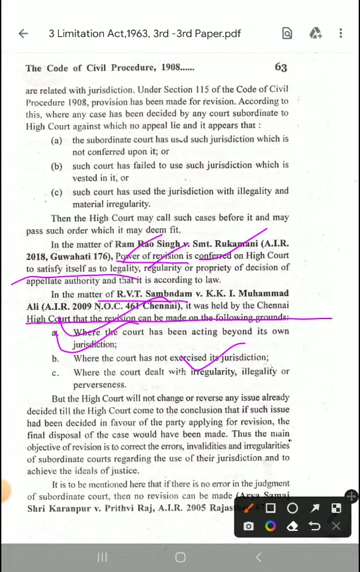 3 Limitation Act,1963, 3rd -3rd Paper.pdf
The Code of Civil Procedure, 1908...... 63
are related with jurisdiction. Under Section 115 of the Code of Civil
Procedure 1908, provision has been made for revision. According to
this, where any case has been decided by any court subordinate to
High Court against which no appeal lie and it appears that :
(a) the subordinate court has used such jurisdiction which is
not conferred upon it; or
(b) such court has failed to use such jurisdiction which is
vested in it, or
(c) such court has used the jurisdiction with illegality and
material irregularity.
Then the High Court may call such cases before it and may
pass such order which it may deem fit.
In the matter of Ram Rao Singh v. Smt. Rukamani (A.I.R.
2018, Guwahati 176), Power of revision is conferred on High Court
to satisfy itself as to legality, regularity or propriety of decision of
appellate authority and that it is according to law.
In the matter of R.V.T. Sambndam v. K.K. I. Muhammad
Ali (A.I.R. 2009 N.O.C. 461 Chennai), it was held by the Chennai
High Court that the revision can be made on the following grounds:
a. Where the court has been acting beyond its own
jurisdiction;
b. Where the court has not exercised its jurisdiction;
c. Where the court dealt with irregularity, illegality or
perverseness.
But the High Court will not change or reverse any issue already
decided till the High Court come to the conclusion that if such issue
had been decided in favour of the party applying for revision, the
final disposal of the case would have been made. Thus the main
objective of revision is to correct the errors, invalidities and irregularities
of subordinate courts regarding the use of their jurisdiction and to
achieve the ideals of justice.
It is to be mentioned here that if there is no error in the judgment
of subordinate court, then no revision can be made (Arya Samaj
Shri Karanpur v. Prithvi Raj, A.I.R. 2005